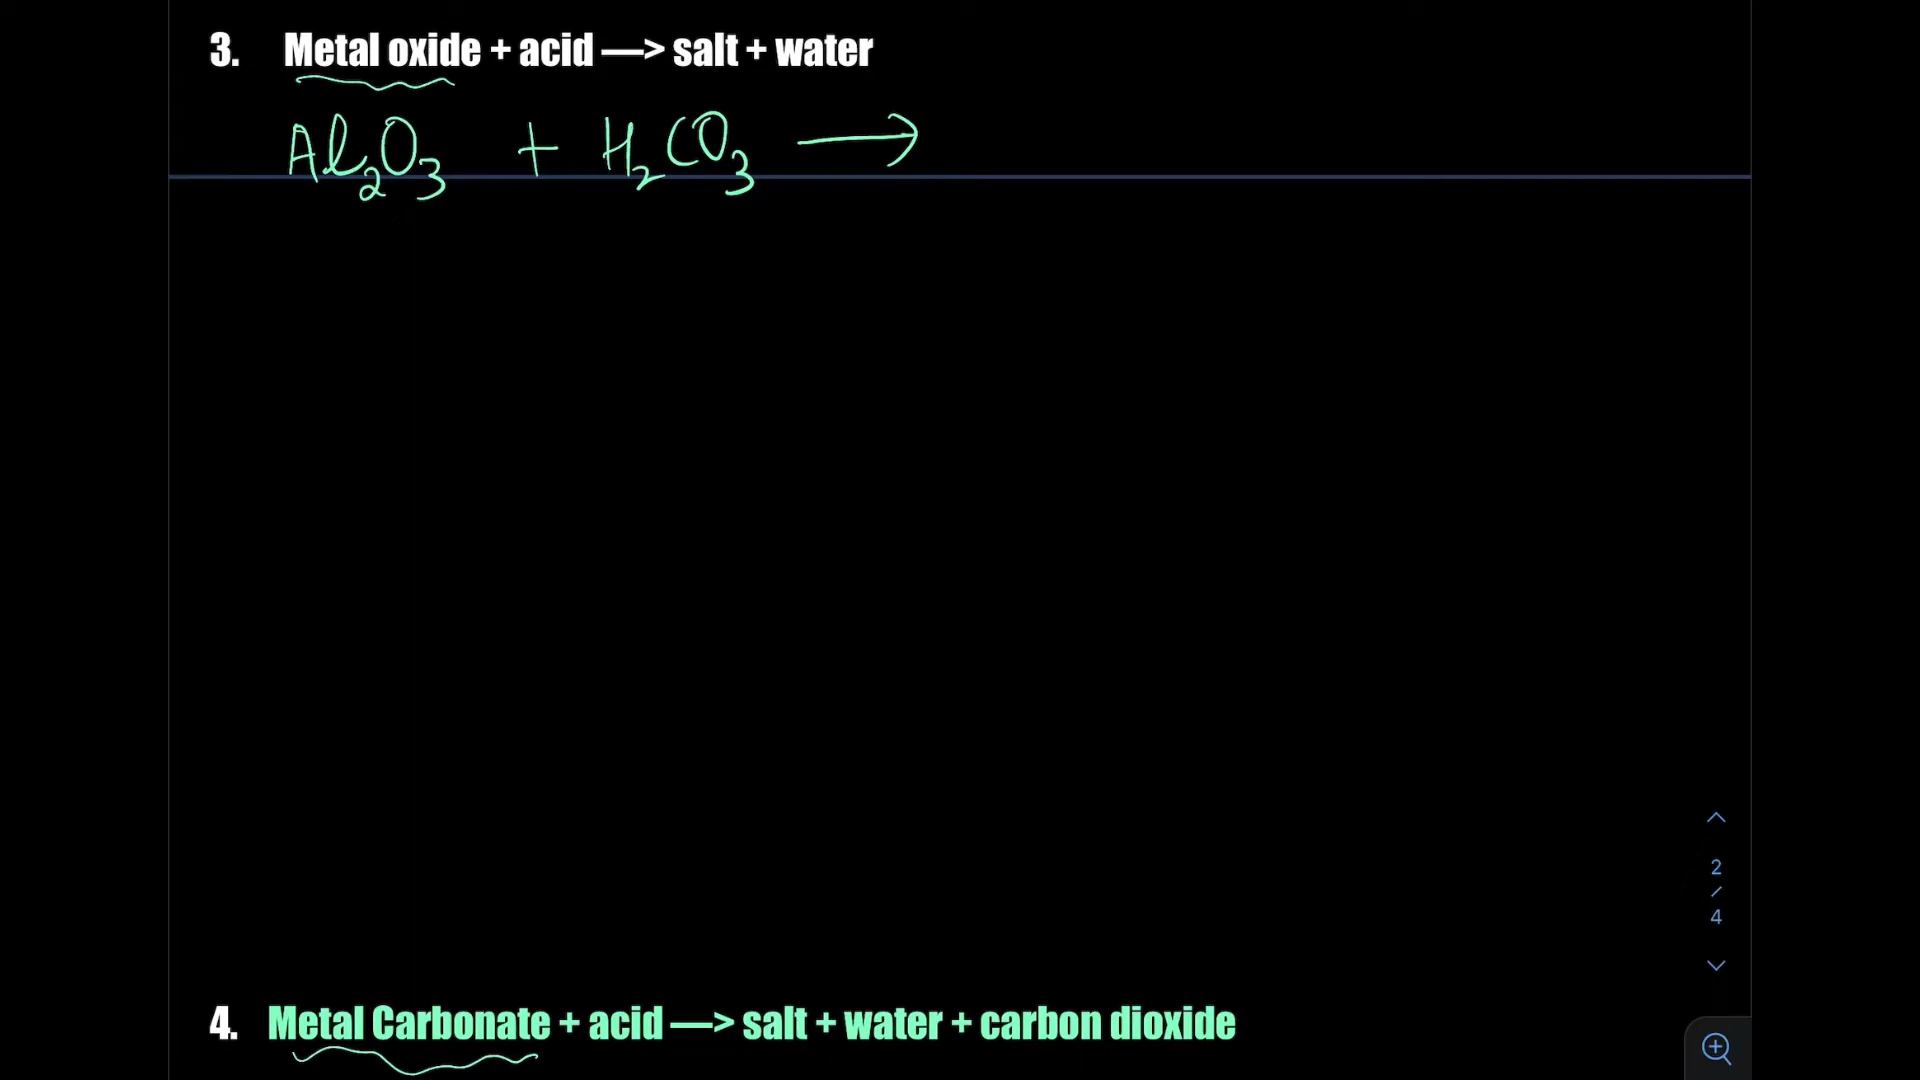 3. Metal oxide + acid —> salt + water
Al₂O₃ + H₂CO₃ →
2
/
4
4. Metal Carbonate + acid —> salt + water + carbon dioxide